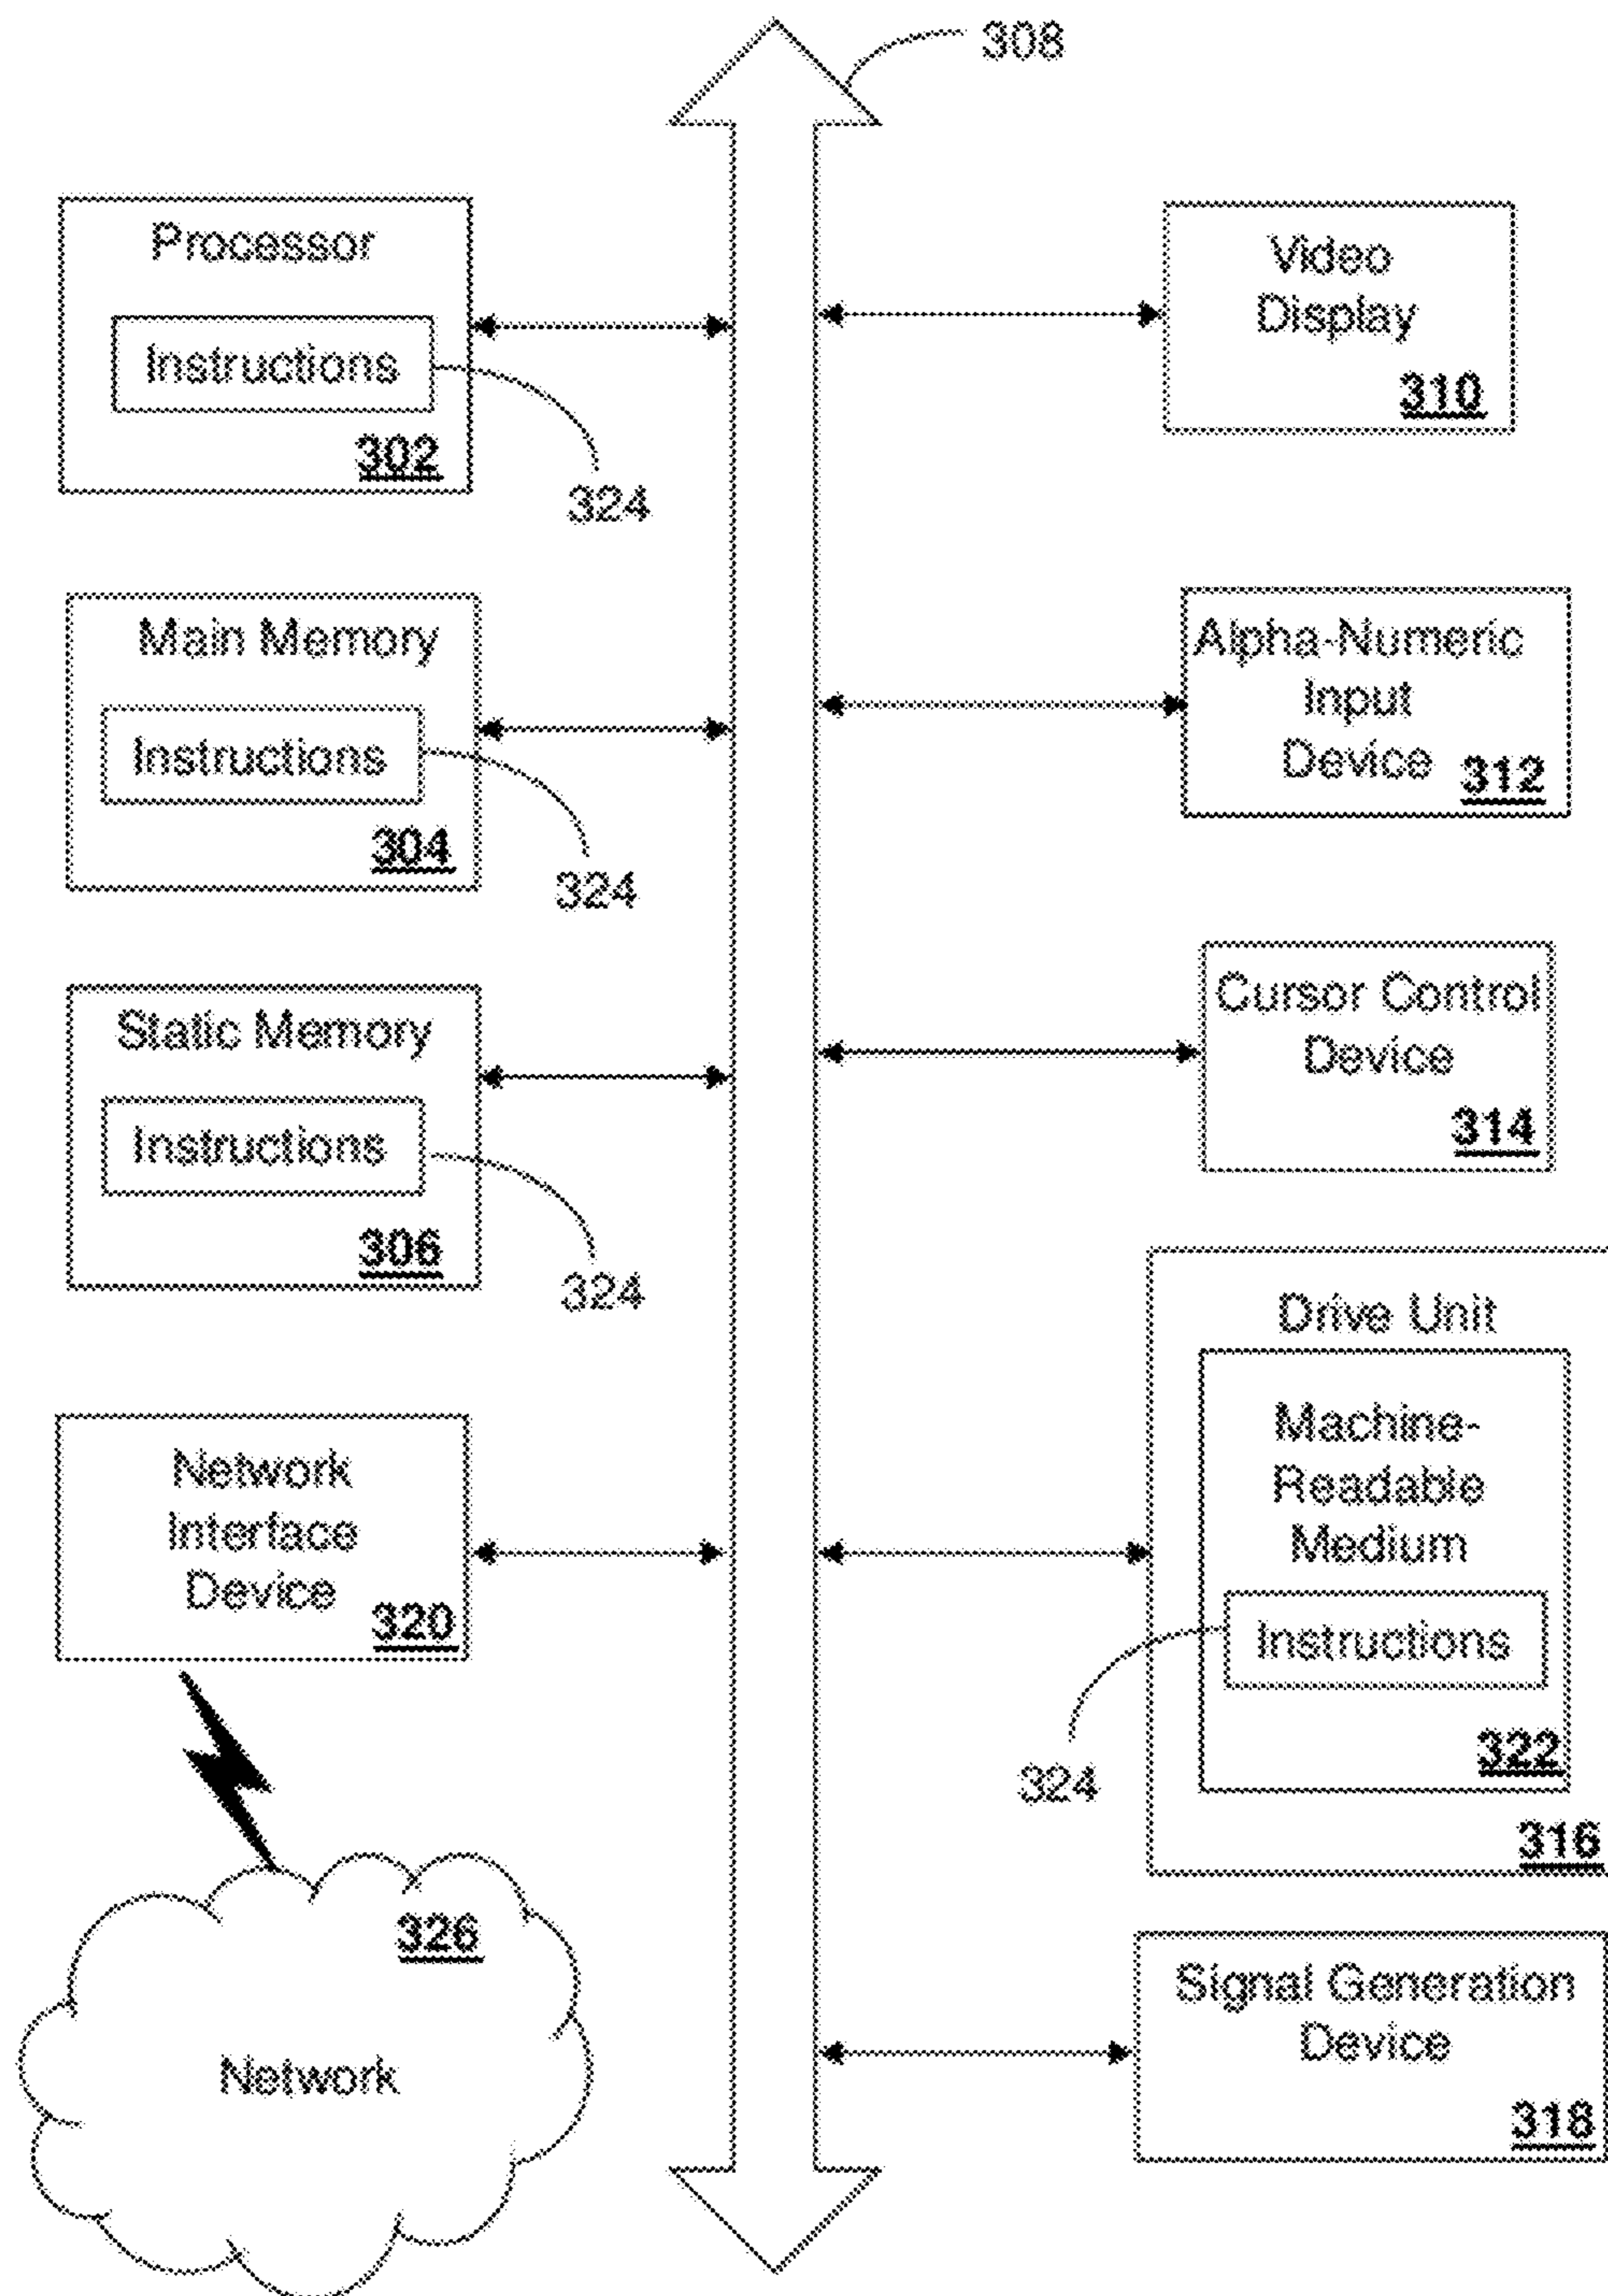 308
Processor
Instructions
302
324
Main Memory
Instructions
304
324
Static Memory
Instructions
306
324
Network
Interface
Device
320
326
Network
Video
Display
310
Alpha-Numeric
Input
Device
312
Cursor Control
Device
314
Drive Unit
Machine-
Readable
Medium
Instructions
324
322
316
Signal Generation
Device
318